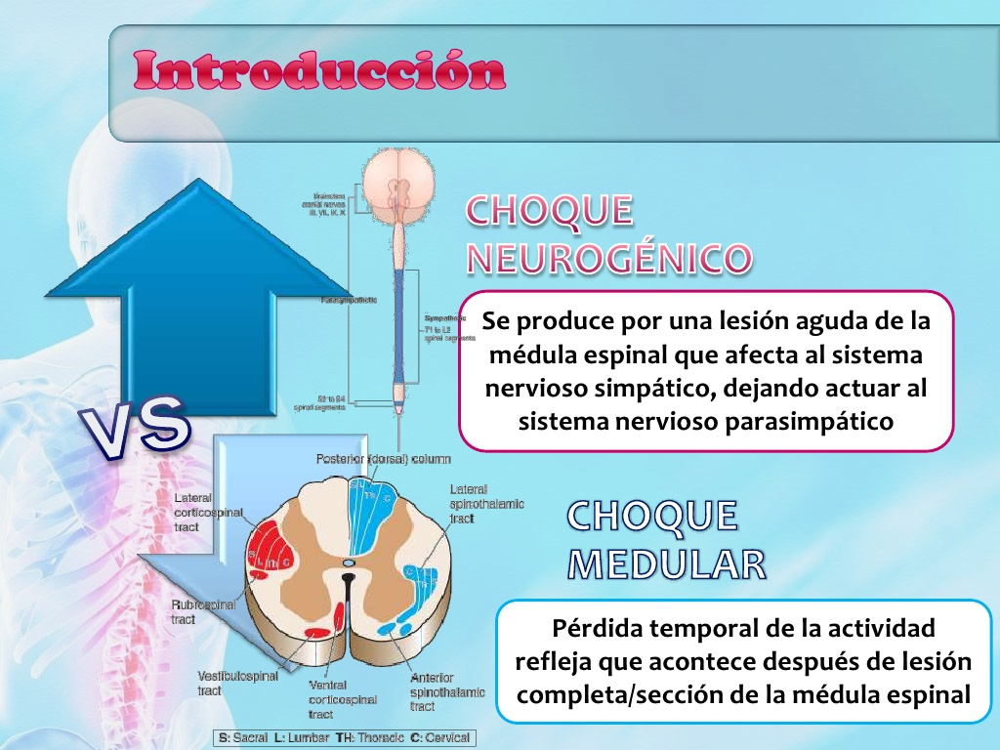 Introducción
Brainstem
cranial nerves
III, VII, IX, X
CHOQUE
NEUROGÉNICO
Parasympathetic
Sympathetic
T1 to L2
spinal segments
S2 to S4
spinal segments
Se produce por una lesión aguda de la
médula espinal que afecta al sistema
nervioso simpático, dejando actuar al
sistema nervioso parasimpático
VS
Posterior (dorsal) column
Lateral
corticospinal
tract
Lateral
spinothalamic
tract
S L Th C
Th C
Rubrospinal
tract
Vestibulospinal
tract
Ventral
corticospinal
tract
Anterior
spinothalamic
tract
S: Sacral L: Lumbar TH: Thoracic C: Cervical
CHOQUE
MEDULAR
Pérdida temporal de la actividad
refleja que acontece después de lesión
completa/sección de la médula espinal